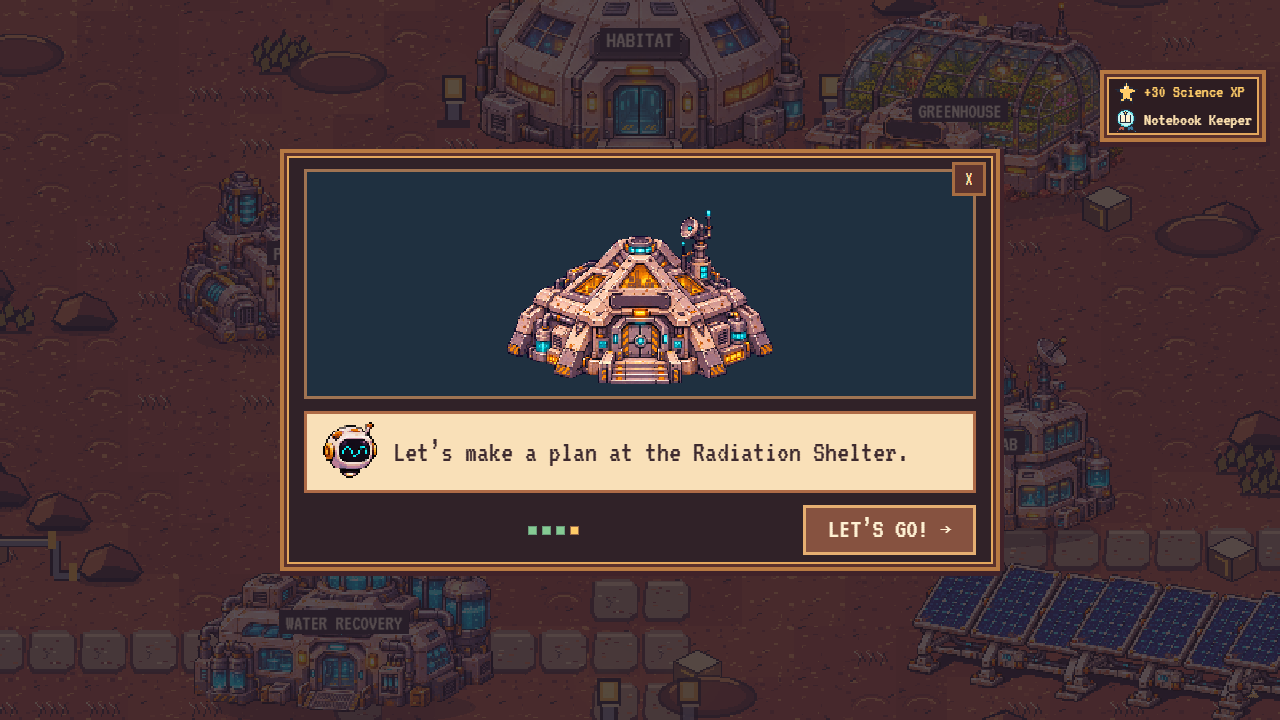 HABITAT
GREENHOUSE
+30 Science XP
Notebook Keeper
X
Let's make a plan at the Radiation Shelter.
LET'S GO! →
WATER RECOVERY